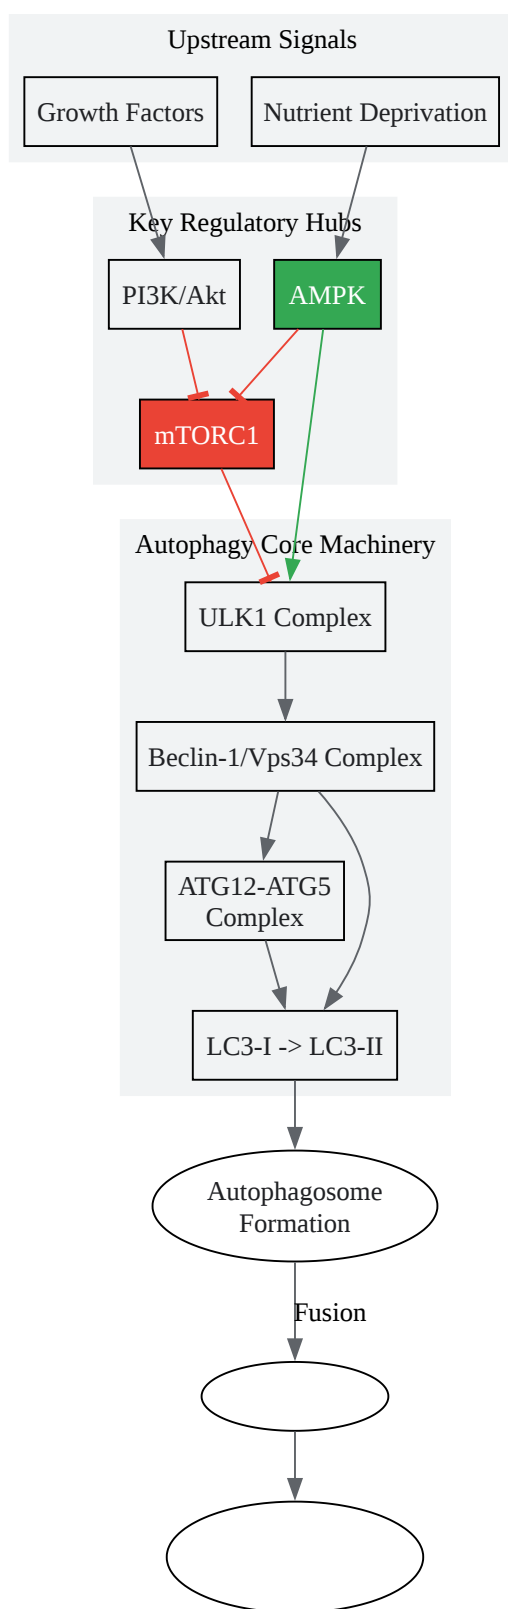 Upstream Signals
Growth Factors
Nutrient Deprivation
Key Regulatory Hubs
PI3K/Akt
AMPK
mTORC1
Autophagy Core Machinery
ULK1 Complex
Beclin-1/Vps34 Complex
ATG12-ATG5
Complex
LC3-I -> LC3-II
Autophagosome
Formation
Fusion